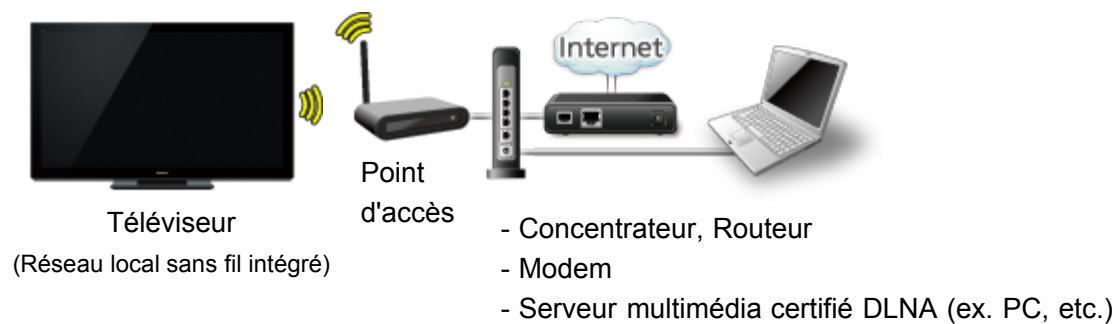 Internet
Point
d'accès
Téléviseur
(Réseau local sans fil intégré)
- Concentrateur, Routeur
- Modem
- Serveur multimédia certifié DLNA (ex. PC, etc.)